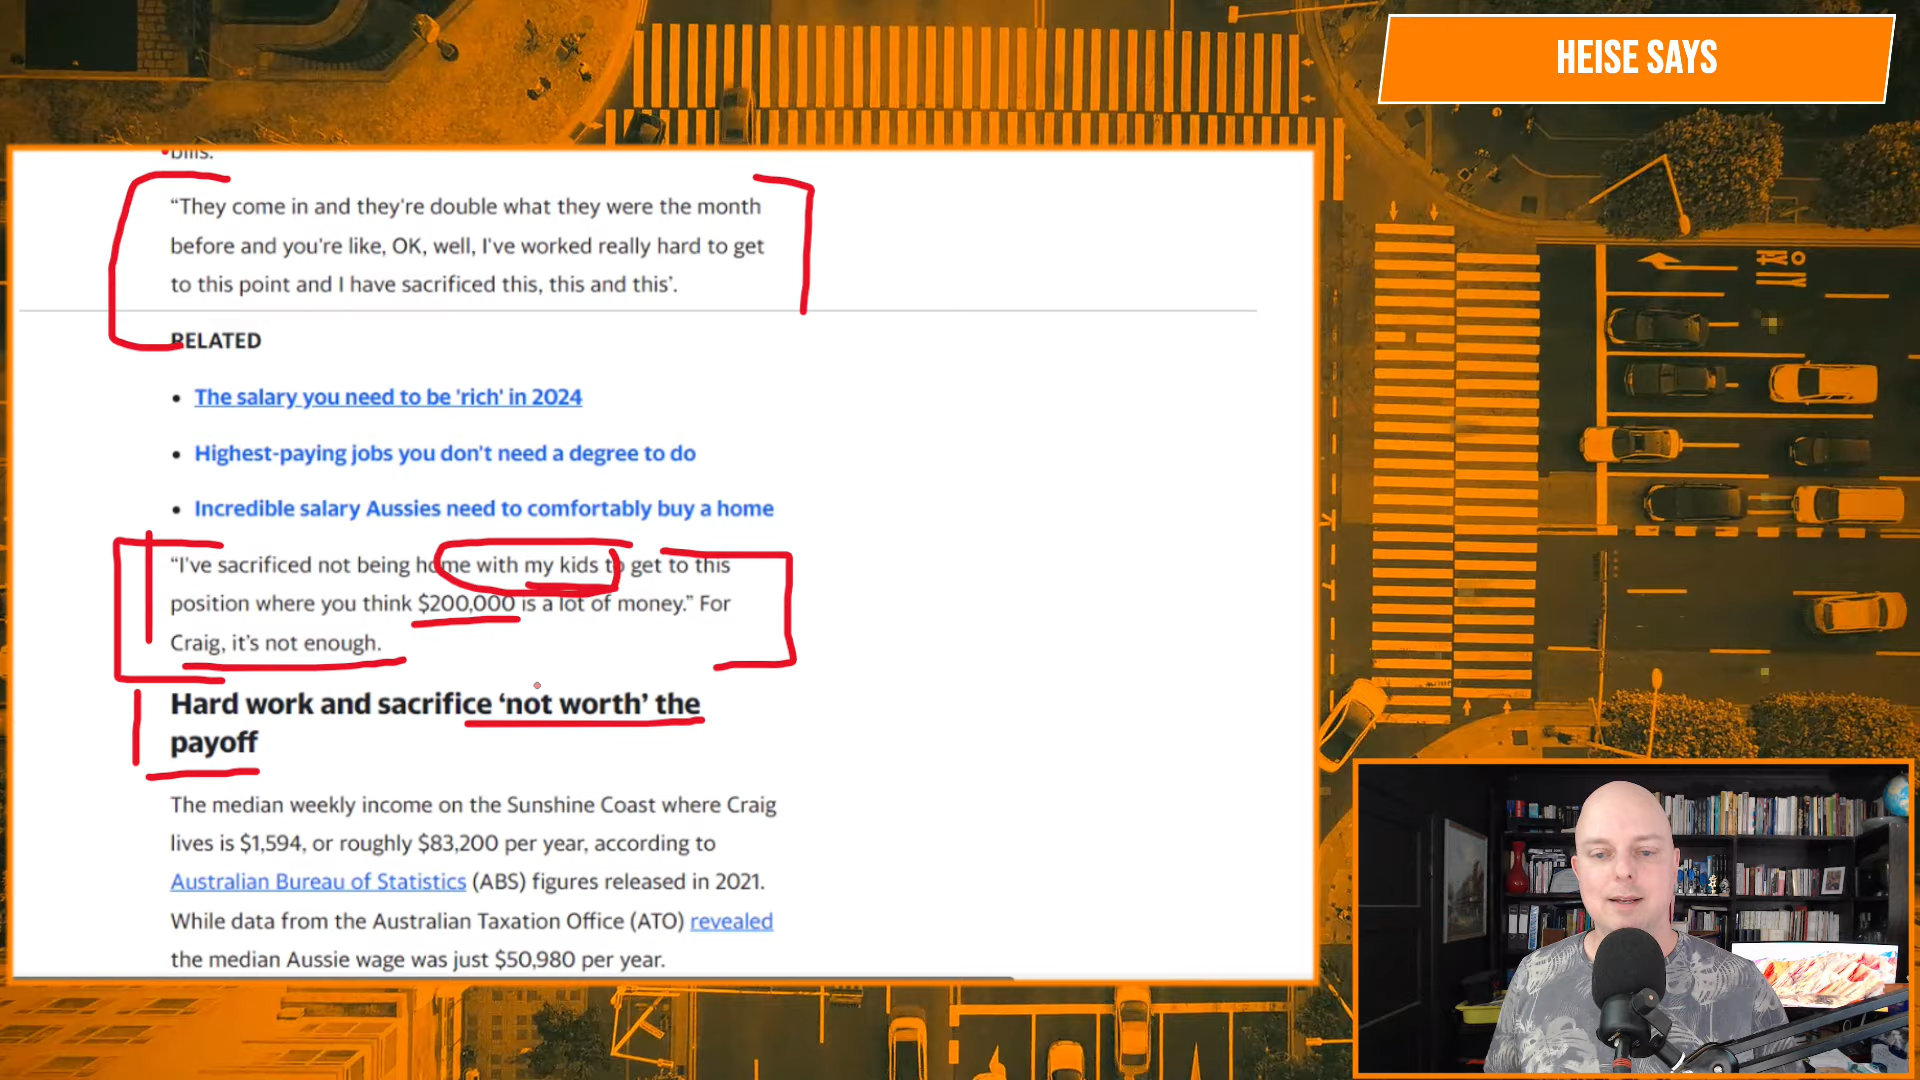 HEISE SAYS
bills.
“They come in and they're double what they were the month
before and you're like, OK, well, I've worked really hard to get
to this point and I have sacrificed this, this and this’.
RELATED
• The salary you need to be 'rich' in 2024
• Highest-paying jobs you don't need a degree to do
• Incredible salary Aussies need to comfortably buy a home
“I've sacrificed not being home with my kids to get to this
position where you think $200,000 is a lot of money.” For
Craig, it’s not enough.
Hard work and sacrifice ‘not worth’ the
payoff
The median weekly income on the Sunshine Coast where Craig
lives is $1,594, or roughly $83,200 per year, according to
Australian Bureau of Statistics (ABS) figures released in 2021.
While data from the Australian Taxation Office (ATO) revealed
the median Aussie wage was just $50,980 per year.